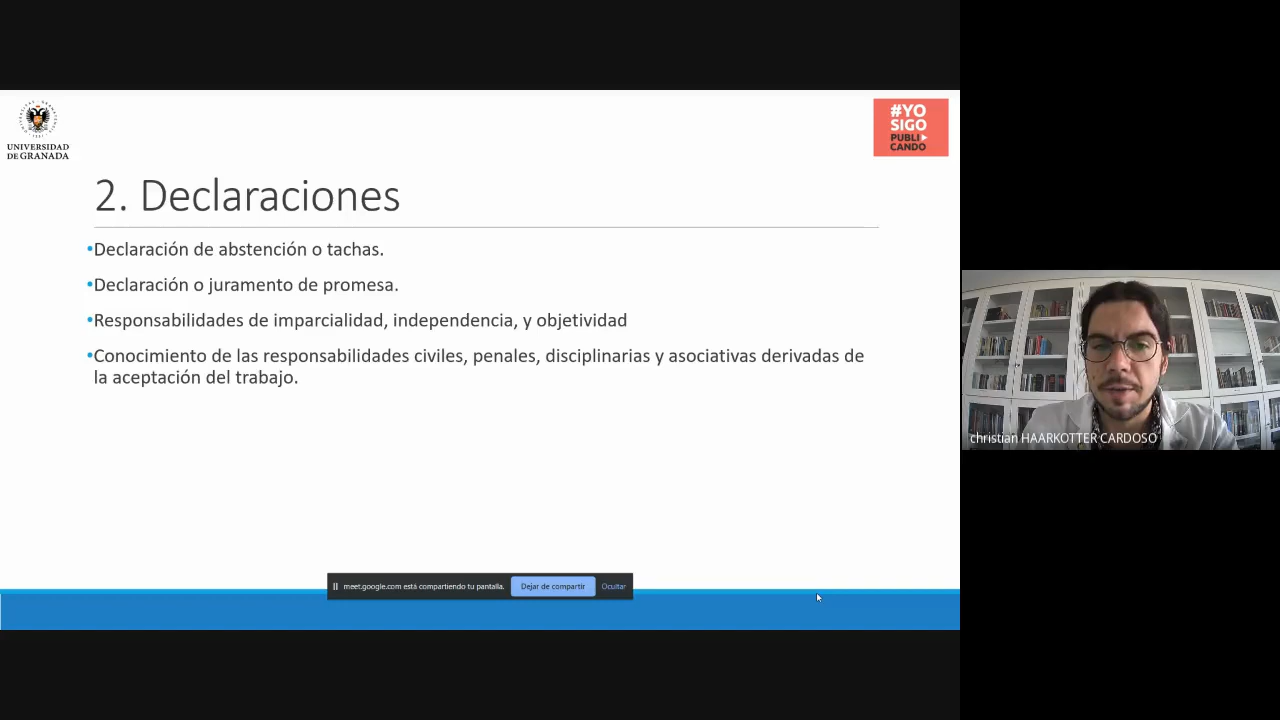 UNIVERSIDAD
DE GRANADA
#YO
SIGO
PUBLI
CANDO
2. Declaraciones
•Declaración de abstención o tachas.
•Declaración o juramento de promesa.
•Responsabilidades de imparcialidad, independencia, y objetividad
•Conocimiento de las responsabilidades civiles, penales, disciplinarias y asociativas derivadas de
la aceptación del trabajo.
christian HAARKOTTER CARDOSO
meet.google.com está compartiendo tu pantalla.
Dejar de compartir
Ocultar